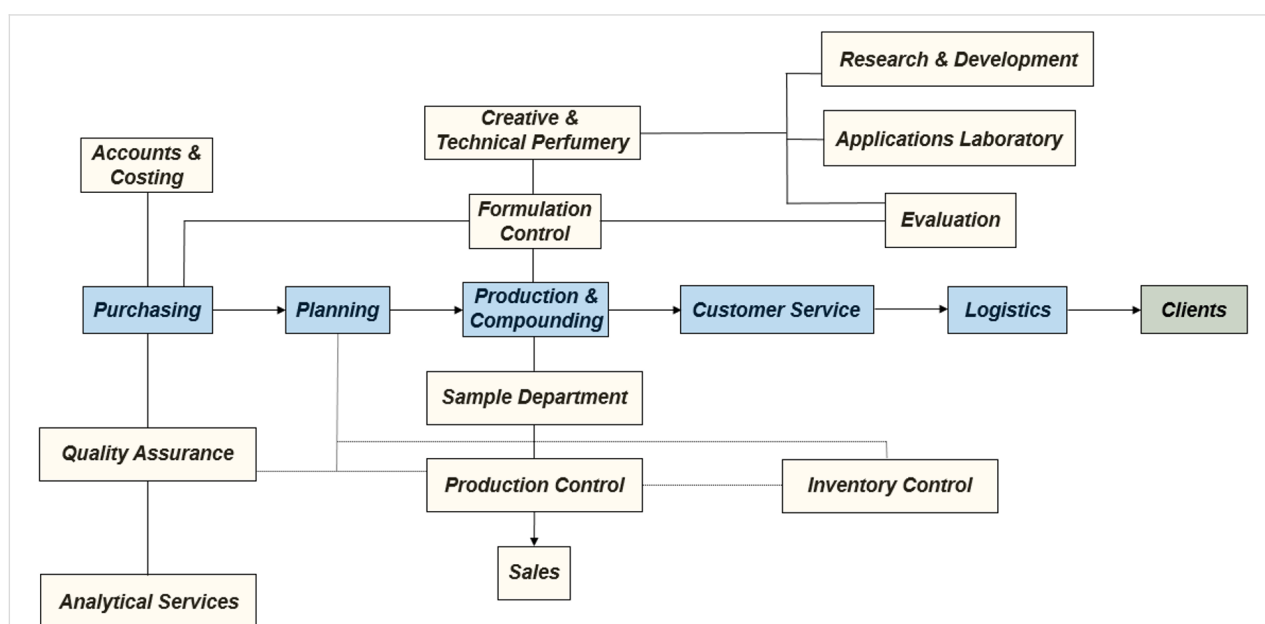 Research & Development
Creative &
Technical Perfumery
Applications Laboratory
Accounts &
Costing
Formulation
Control
Evaluation
Purchasing
Planning
Production &
Compounding
Customer Service
Logistics
Clients
Sample Department
Quality Assurance
Production Control
Inventory Control
Sales
Analytical Services